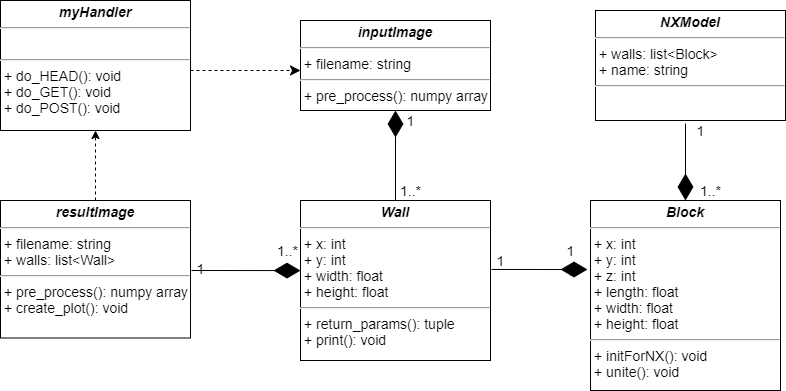 myHandler
+ do_HEAD(): void
+ do_GET(): void
+ do_POST(): void
inputImage
+ filename: string
+ pre_process(): numpy array
NXModel
+ walls: list<Block>
+ name: string
1
1..*
1
1..*
resultImage
+ filename: string
+ walls: list<Wall>
+ pre_process(): numpy array
+ create_plot(): void
1
1..*
Wall
+ x: int
+ y: int
+ width: float
+ height: float
+ return_params(): tuple
+ print(): void
1
1
Block
+ x: int
+ y: int
+ z: int
+ length: float
+ width: float
+ height: float
+ initForNX(): void
+ unite(): void